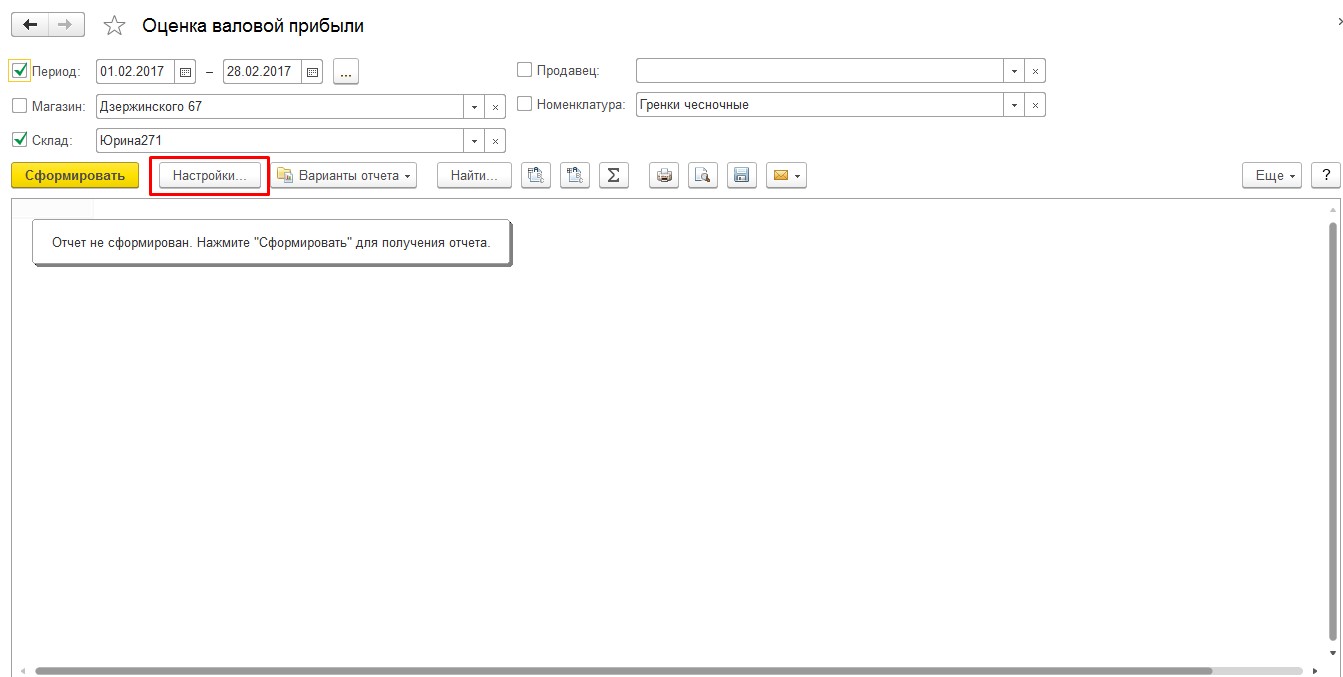 Оценка валовой прибыли
Период: 01.02.2017 – 28.02.2017 ... Продавец:
Магазин: Дзержинского 67 Номенклатура: Гренки чесночные
Склад: Юрина271
Сформировать Настройки... Варианты отчета Найти... Σ Еще ?
Отчет не сформирован. Нажмите "Сформировать" для получения отчета.